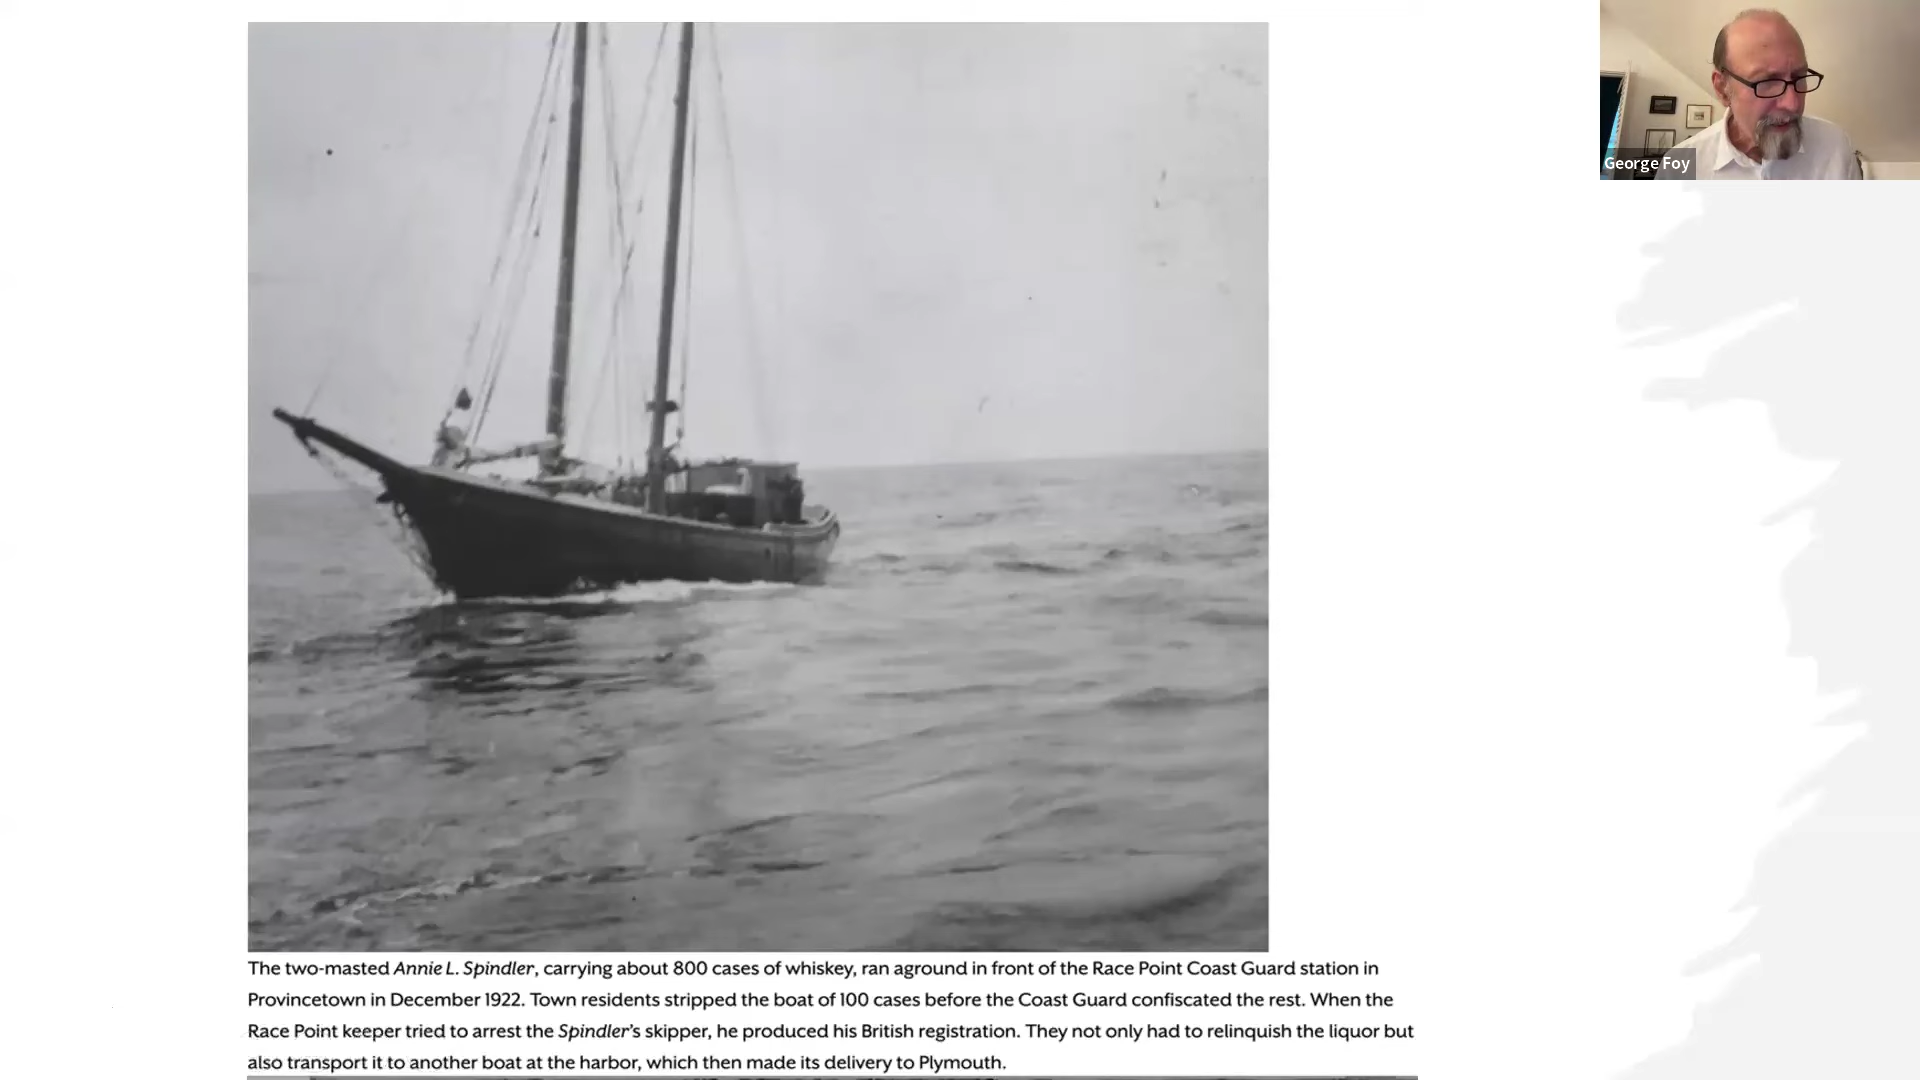 George Foy
The two-masted Annie L. Spindler, carrying about 800 cases of whiskey, ran aground in front of the Race Point Coast Guard station in
Provincetown in December 1922. Town residents stripped the boat of 100 cases before the Coast Guard confiscated the rest. When the
Race Point keeper tried to arrest the Spindler's skipper, he produced his British registration. They not only had to relinquish the liquor but
also transport it to another boat at the harbor, which then made its delivery to Plymouth.